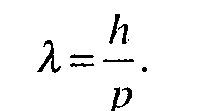 λ = h/p.